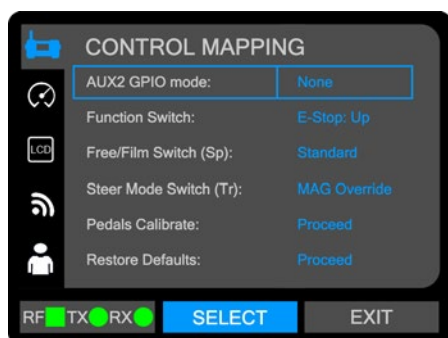 CONTROL MAPPING
AUX2 GPIO mode: None
Function Switch: E-Stop: Up
Free/Film Switch (Sp): Standard
LCD
Steer Mode Switch (Tr): MAG Override
Pedals Calibrate: Proceed
Restore Defaults: Proceed
RF TX RX SELECT EXIT